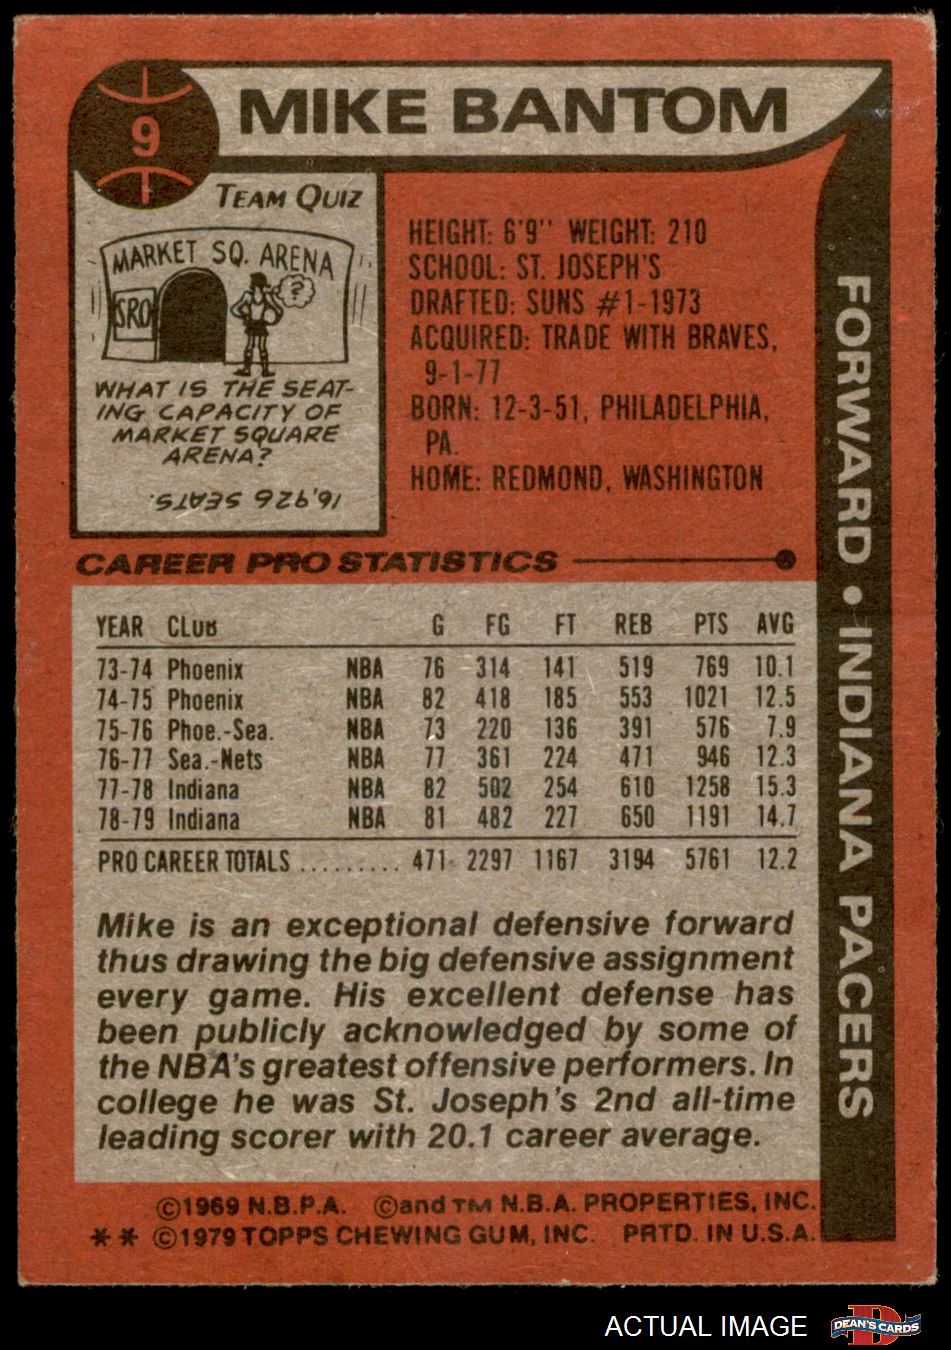 9
MIKE BANTOM
TEAM QUIZ
MARKET SQ. ARENA
SRO
?
WHAT IS THE SEAT-
ING CAPACITY OF
MARKET SQUARE
ARENA?
16,926 SEATS.
HEIGHT: 6'9" WEIGHT: 210
SCHOOL: ST. JOSEPH'S
DRAFTED: SUNS #1-1973
ACQUIRED: TRADE WITH BRAVES,
9-1-77
BORN: 12-3-51, PHILADELPHIA,
PA.
HOME: REDMOND, WASHINGTON
FORWARD • INDIANA PACERS
CAREER PRO STATISTICS
YEAR CLUB G FG FT REB PTS AVG
73-74 Phoenix NBA 76 314 141 519 769 10.1
74-75 Phoenix NBA 82 418 185 553 1021 12.5
75-76 Phoe.-Sea. NBA 73 220 136 391 576 7.9
76-77 Sea.-Nets NBA 77 361 224 471 946 12.3
77-78 Indiana NBA 82 502 254 610 1258 15.3
78-79 Indiana NBA 81 482 227 650 1191 14.7
PRO CAREER TOTALS ......... 471 2297 1167 3194 5761 12.2
Mike is an exceptional defensive forward
thus drawing the big defensive assignment
every game. His excellent defense has
been publicly acknowledged by some of
the NBA's greatest offensive performers. In
college he was St. Joseph's 2nd all-time
leading scorer with 20.1 career average.
©1969 N.B.P.A. ©and TM N.B.A. PROPERTIES, INC.
** ©1979 TOPPS CHEWING GUM, INC. PRTD. IN U.S.A.
ACTUAL IMAGE
D
DEAN'S CARDS